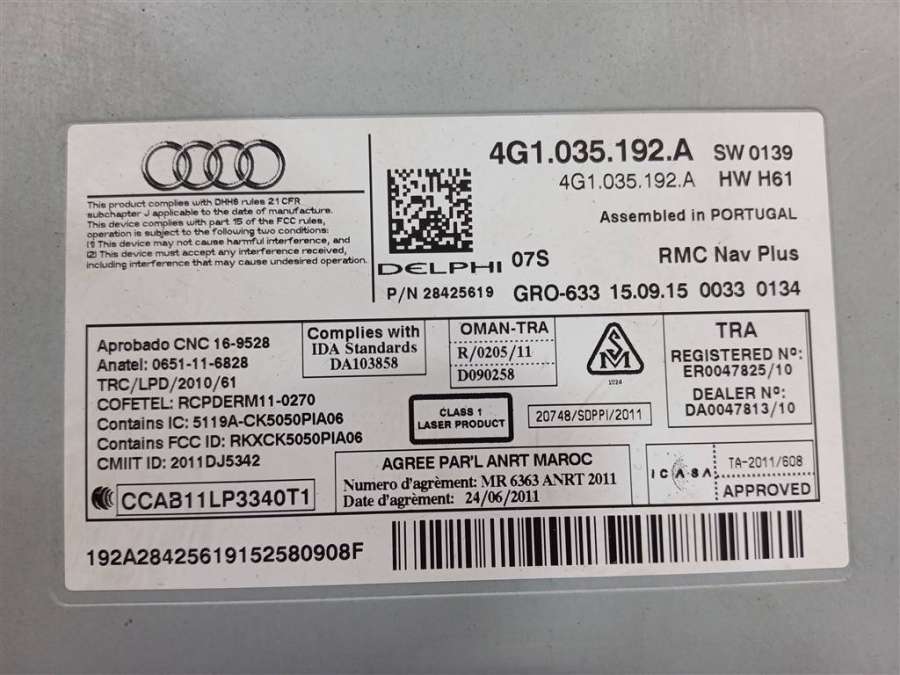 This product complies with DHHS rules 21 CFR
subchapter J applicable to the date of manufacture.
This device complies with part 15 of the FCC rules,
operation is subject to the following two conditions:
(1) This device may not cause harmful interference, and
(2) This device must accept any interference received,
including interference that may cause undesired operation.
4G1.035.192.A SW 0139
4G1.035.192.A HW H61
Assembled in PORTUGAL
DELPHI 07S RMC Nav Plus
P/N 28425619 GRO-633 15.09.15 0033 0134
Aprobado CNC 16-9528
Anatel: 0651-11-6828
TRC/LPD/2010/61
COFETEL: RCPDERM11-0270
Contains IC: 5119A-CK5050PIA06
Contains FCC ID: RKXCK5050PIA06
CMIIT ID: 2011DJ5342
CCAB11LP3340T1
Complies with
IDA Standards
DA103858
OMAN-TRA
R/0205/11
D090258
CLASS 1
LASER PRODUCT
SM
1024
20748/SDPPI/2011
TRA
REGISTERED Nº:
ER0047825/10
DEALER Nº:
DA0047813/10
AGREE PAR'L ANRT MAROC
Numero d'agrèment: MR 6363 ANRT 2011
Date d'agrèment: 24/06/2011
ICASA
TA-2011/608
APPROVED
192A28425619152580908F